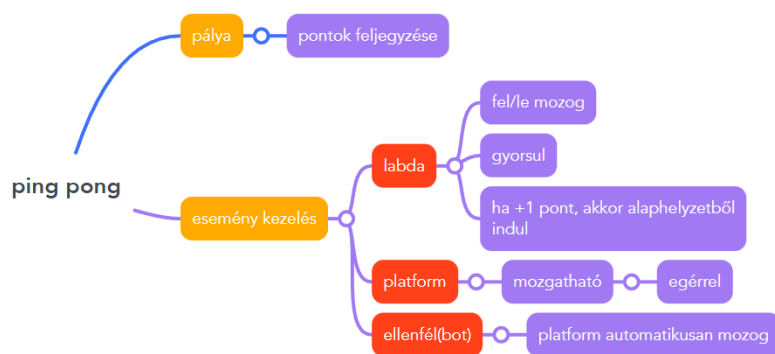 pálya
pontok feljegyzése
fel/le mozog
labda
gyorsul
ping pong
ha +1 pont, akkor alaphelyzetből
indul
esemény kezelés
platform
mozgatható
egérrel
ellenfél(bot)
platform automatikusan mozog